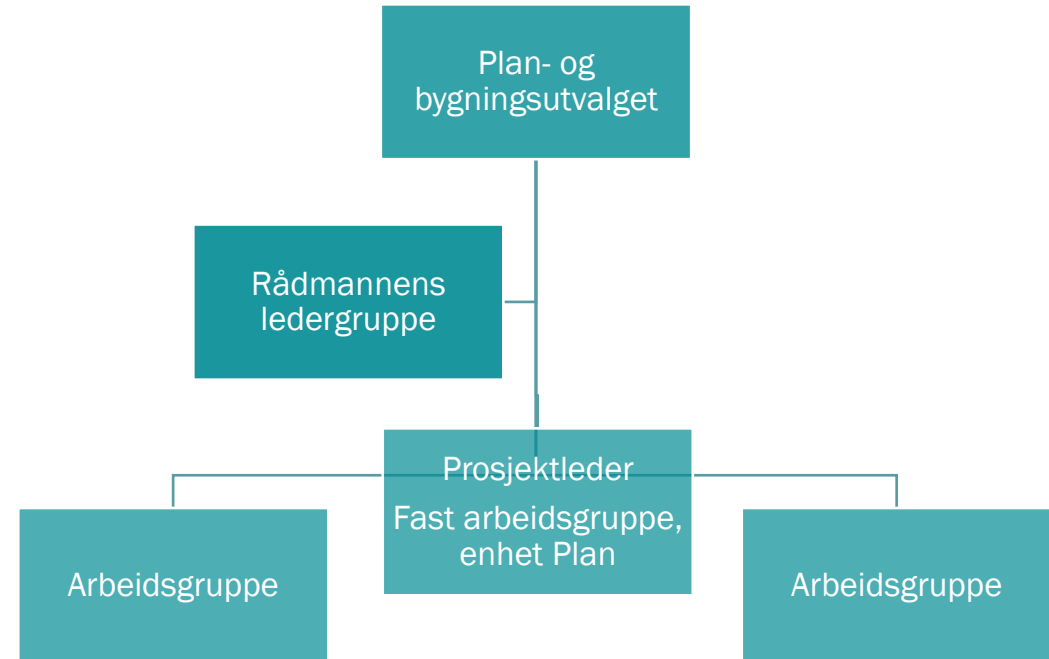 Plan- og
bygningsutvalget
Rådmannens
ledergruppe
Prosjektleder
Fast arbeidsgruppe,
enhet Plan
Arbeidsgruppe
Arbeidsgruppe